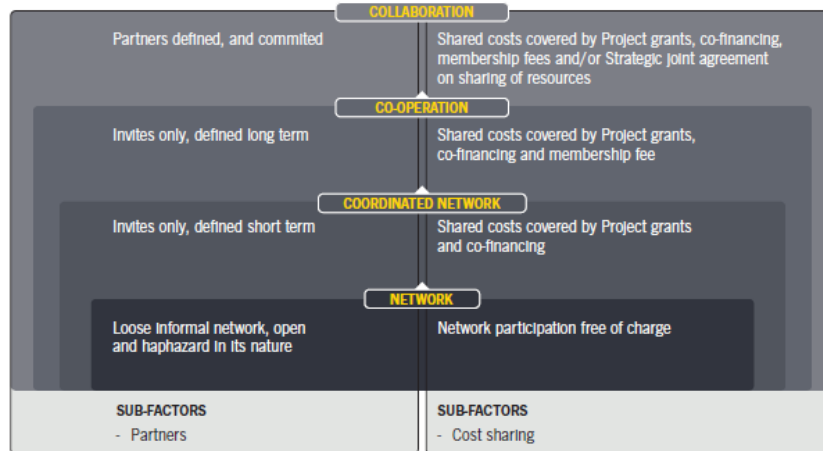 COLLABORATION
Partners defined, and commited
Shared costs covered by Project grants, co-financing,
membership fees and/or Strategic joint agreement
on sharing of resources
CO-OPERATION
Invites only, defined long term
Shared costs covered by Project grants,
co-financing and membership fee
COORDINATED NETWORK
Invites only, defined short term
Shared costs covered by Project grants
and co-financing
NETWORK
Loose informal network, open
and haphazard in its nature
Network participation free of charge
SUB-FACTORS
- Partners
SUB-FACTORS
- Cost sharing